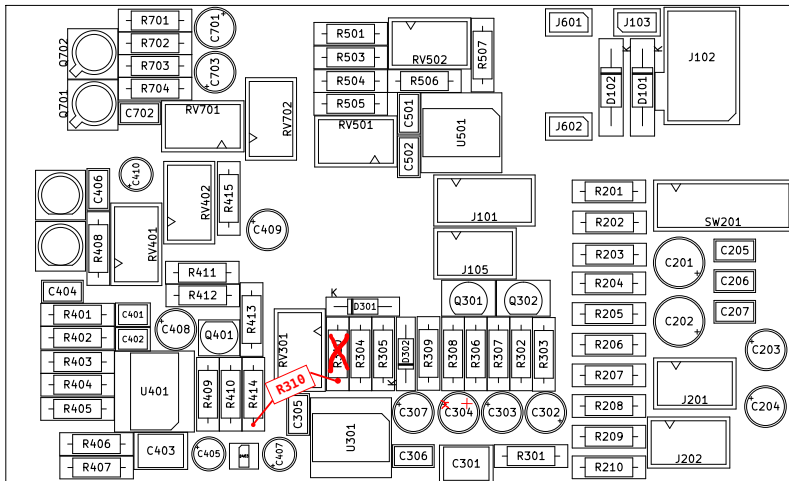 R701 C701 R501 RV502 R507 J601 J103
Q702 R702 R503 K K J102
R703 C703 R504 R506 D102 D101
Q701 R704 RV702 R505 C501
C702 RV701 RV501 U501 J602
C502
C410
C406 RV402 R415 R201 SW201
R408 RV401 C409 J101 R202
R203 C201 C205
R411 J105 R204 C206
C404 R412 K Q301 Q302
R401 C401 R413 D301 R205 C202 C207
R402 C402 C408 Q401 RV301 R304 R305 D302 R309 R308 R306 R307 R302 R303 R206 C203
R403 R207
R404 U401 R409 R410 R414 R310 K J201
R405 C305 C307 C304 C303 C302 R208 C204
R406 C403 C405 C407 U301 R209 J202
R407 C306 C301 R301 R210